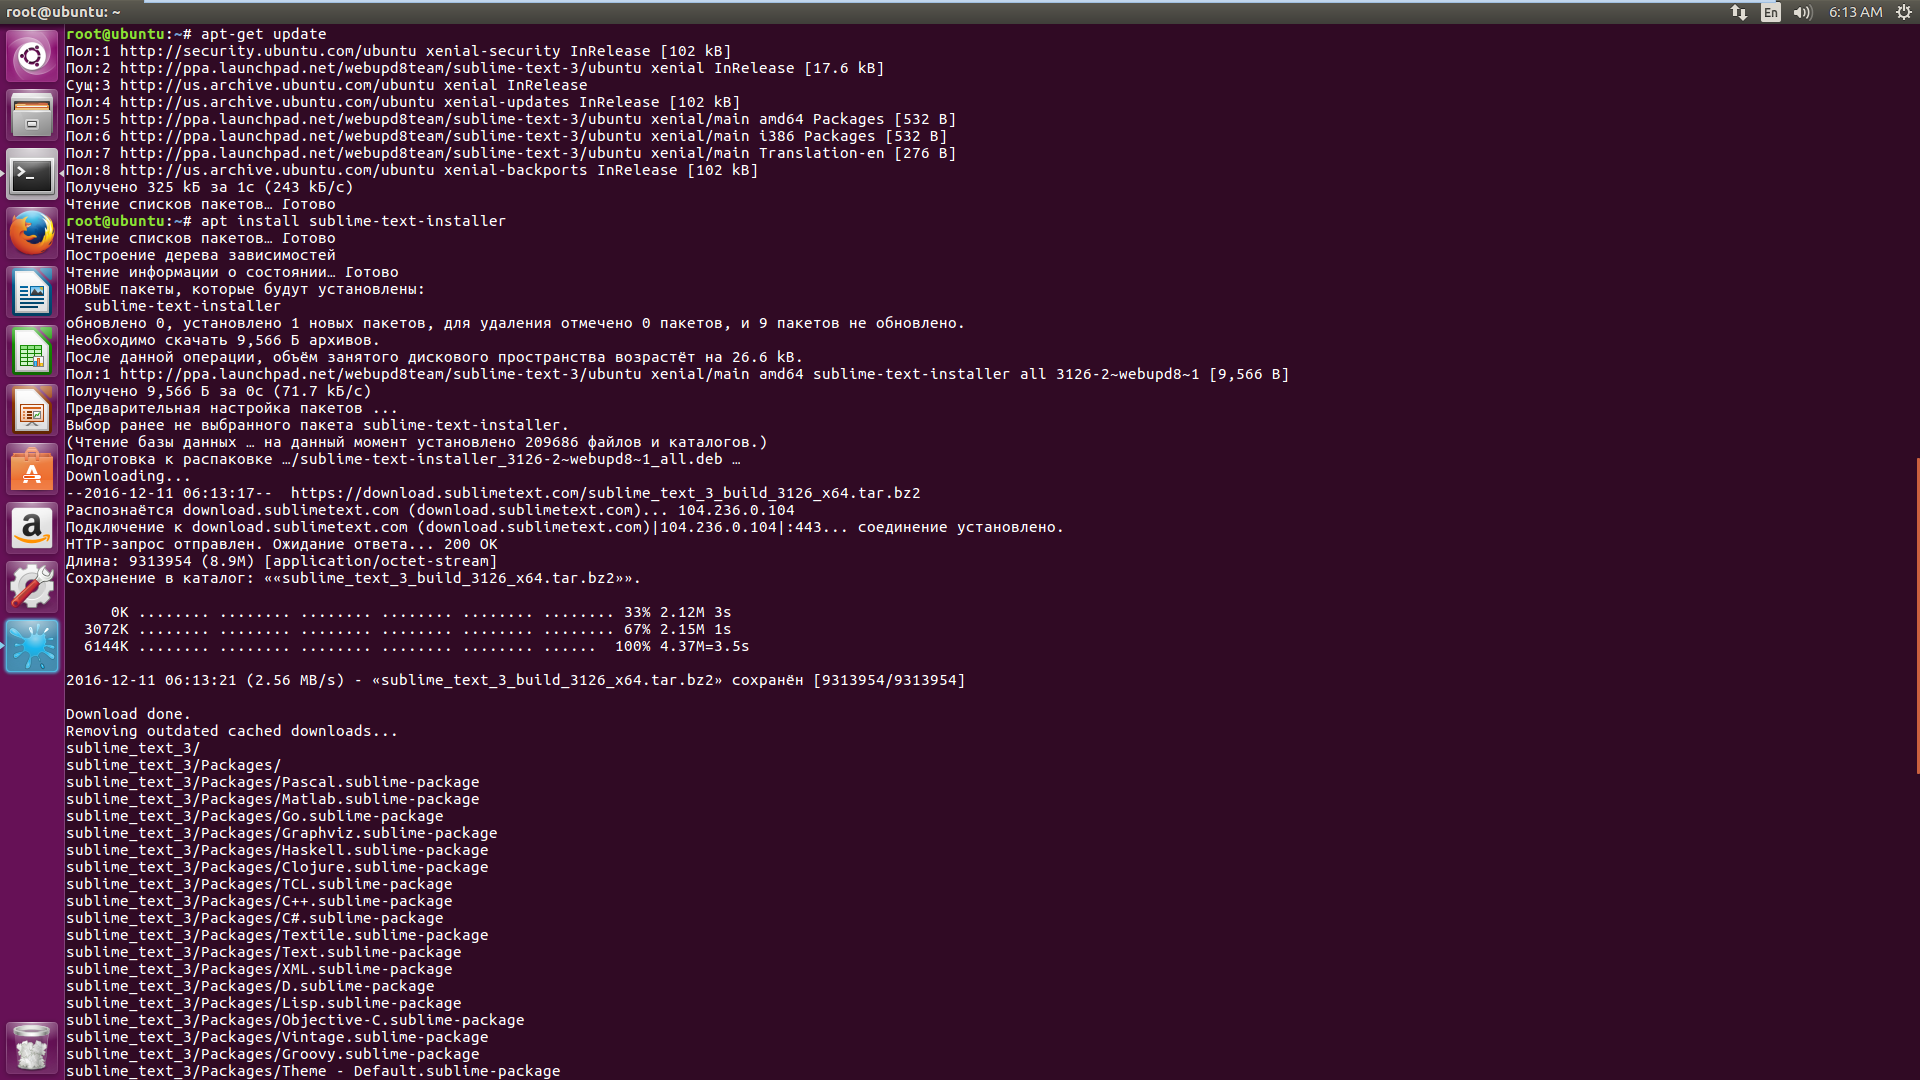 root@ubuntu: ~
En
6:13 AM
root@ubuntu:~# apt-get update
Пол:1 http://security.ubuntu.com/ubuntu xenial-security InRelease [102 kB]
Пол:2 http://ppa.launchpad.net/webupd8team/sublime-text-3/ubuntu xenial InRelease [17.6 kB]
Сущ:3 http://us.archive.ubuntu.com/ubuntu xenial InRelease
Пол:4 http://us.archive.ubuntu.com/ubuntu xenial-updates InRelease [102 kB]
Пол:5 http://ppa.launchpad.net/webupd8team/sublime-text-3/ubuntu xenial/main amd64 Packages [532 B]
Пол:6 http://ppa.launchpad.net/webupd8team/sublime-text-3/ubuntu xenial/main i386 Packages [532 B]
Пол:7 http://ppa.launchpad.net/webupd8team/sublime-text-3/ubuntu xenial/main Translation-en [276 B]
Пол:8 http://us.archive.ubuntu.com/ubuntu xenial-backports InRelease [102 kB]
Получено 325 kБ за 1с (243 kБ/c)
Чтение списков пакетов… Готово
root@ubuntu:~# apt install sublime-text-installer
Чтение списков пакетов… Готово
Построение дерева зависимостей
Чтение информации о состоянии… Готово
НОВЫЕ пакеты, которые будут установлены:
  sublime-text-installer
обновлено 0, установлено 1 новых пакетов, для удаления отмечено 0 пакетов, и 9 пакетов не обновлено.
Необходимо скачать 9,566 Б архивов.
После данной операции, объём занятого дискового пространства возрастёт на 26.6 kB.
Пол:1 http://ppa.launchpad.net/webupd8team/sublime-text-3/ubuntu xenial/main amd64 sublime-text-installer all 3126-2~webupd8~1 [9,566 B]
Получено 9,566 Б за 0с (71.7 kБ/c)
Предварительная настройка пакетов ...
Выбор ранее не выбранного пакета sublime-text-installer.
(Чтение базы данных … на данный момент установлено 209686 файлов и каталогов.)
Подготовка к распаковке …/sublime-text-installer_3126-2~webupd8~1_all.deb …
Downloading...
--2016-12-11 06:13:17--  https://download.sublimetext.com/sublime_text_3_build_3126_x64.tar.bz2
Распознаётся download.sublimetext.com (download.sublimetext.com)... 104.236.0.104
Подключение к download.sublimetext.com (download.sublimetext.com)|104.236.0.104|:443... соединение установлено.
HTTP-запрос отправлен. Ожидание ответа... 200 OK
Длина: 9313954 (8.9M) [application/octet-stream]
Сохранение в каталог: ««sublime_text_3_build_3126_x64.tar.bz2»».
     0K ........ ........ ........ ........ ........ ........ 33% 2.12M 3s
  3072K ........ ........ ........ ........ ........ ........ 67% 2.15M 1s
  6144K ........ ........ ........ ........ ........ ......  100% 4.37M=3.5s
2016-12-11 06:13:21 (2.56 MB/s) - «sublime_text_3_build_3126_x64.tar.bz2» сохранён [9313954/9313954]
Download done.
Removing outdated cached downloads...
sublime_text_3/
sublime_text_3/Packages/
sublime_text_3/Packages/Pascal.sublime-package
sublime_text_3/Packages/Matlab.sublime-package
sublime_text_3/Packages/Go.sublime-package
sublime_text_3/Packages/Graphviz.sublime-package
sublime_text_3/Packages/Haskell.sublime-package
sublime_text_3/Packages/Clojure.sublime-package
sublime_text_3/Packages/TCL.sublime-package
sublime_text_3/Packages/C++.sublime-package
sublime_text_3/Packages/C#.sublime-package
sublime_text_3/Packages/Textile.sublime-package
sublime_text_3/Packages/Text.sublime-package
sublime_text_3/Packages/XML.sublime-package
sublime_text_3/Packages/D.sublime-package
sublime_text_3/Packages/Lisp.sublime-package
sublime_text_3/Packages/Objective-C.sublime-package
sublime_text_3/Packages/Vintage.sublime-package
sublime_text_3/Packages/Groovy.sublime-package
sublime_text_3/Packages/Theme - Default.sublime-package